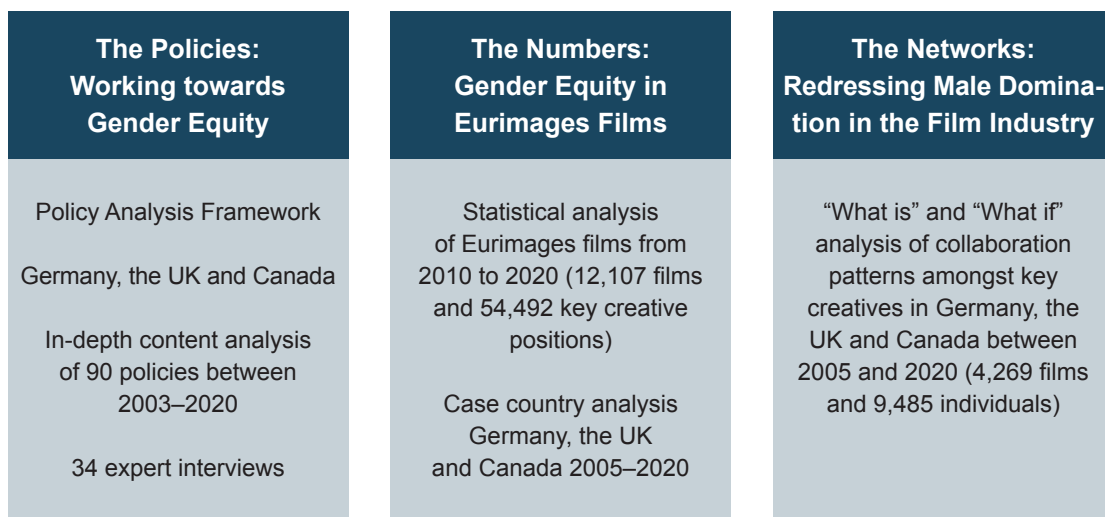 The Policies:
Working towards
Gender Equity
Policy Analysis Framework
Germany, the UK and Canada
In-depth content analysis
of 90 policies between
2003–2020
34 expert interviews
The Numbers:
Gender Equity in
Eurimages Films
Statistical analysis
of Eurimages films from
2010 to 2020 (12,107 films
and 54,492 key creative
positions)
Case country analysis
Germany, the UK
and Canada 2005–2020
The Networks:
Redressing Male Domina-
tion in the Film Industry
“What is” and “What if”
analysis of collaboration
patterns amongst key
creatives in Germany, the
UK and Canada between
2005 and 2020 (4,269 films
and 9,485 individuals)